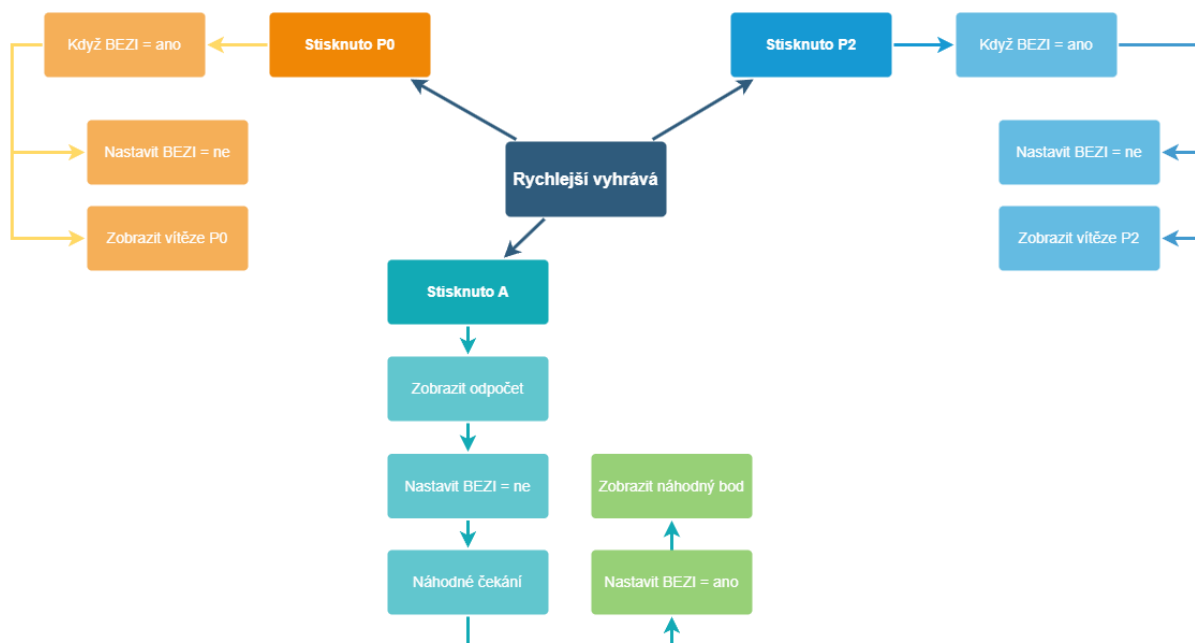 Když BEZI = ano
Stisknuto P0
Stisknuto P2
Když BEZI = ano
Nastavit BEZI = ne
Rychlejší vyhrává
Nastavit BEZI = ne
Zobrazit vítěze P0
Zobrazit vítěze P2
Stisknuto A
Zobrazit odpočet
Nastavit BEZI = ne
Zobrazit náhodný bod
Náhodné čekání
Nastavit BEZI = ano